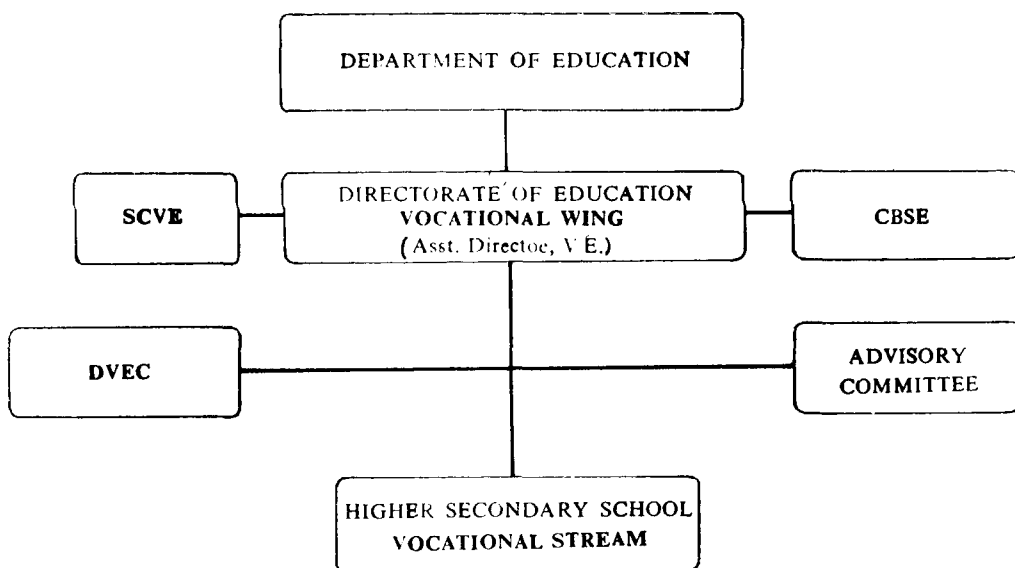 DEPARTMENT OF EDUCATION
SCVE
DIRECTORATE OF EDUCATION
VOCATIONAL WING
(Asst. Directoe, V.E.)
CBSE
DVEC
ADVISORY
COMMITTEE
HIGHER SECONDARY SCHOOL
VOCATIONAL STREAM